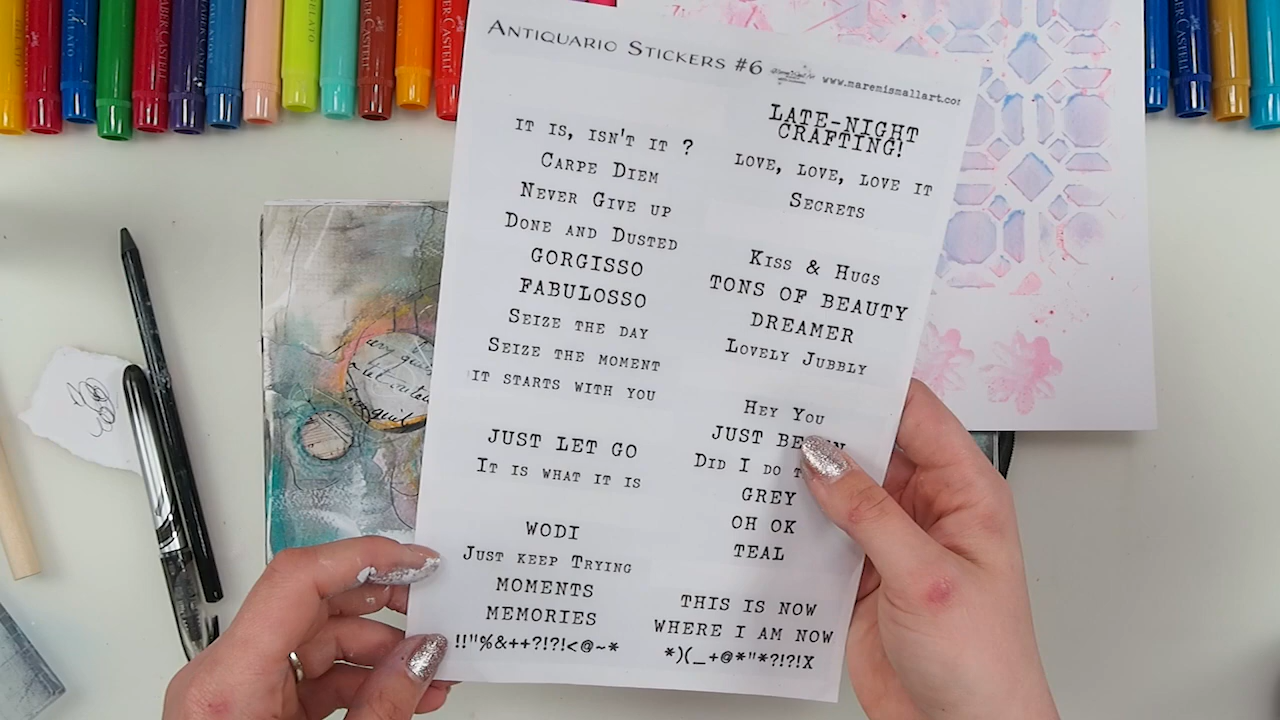 ANTIQUARIO STICKERS #6
www.maremismallart.co
IT IS, ISN'T IT ?
CARPE DIEM
NEVER GIVE UP
DONE AND DUSTED
GORGISSO
FABULOSSO
SEIZE THE DAY
SEIZE THE MOMENT
IT STARTS WITH YOU
JUST LET GO
IT IS WHAT IT IS
WODI
JUST KEEP TRYING
MOMENTS
MEMORIES
!!"%&++?!?!<@~*
LATE-NIGHT
CRAFTING!
LOVE, LOVE, LOVE IT
SECRETS
KISS & HUGS
TONS OF BEAUTY
DREAMER
LOVELY JUBBLY
HEY YOU
JUST
DID I DO
GREY
OH OK
TEAL
THIS IS NOW
WHERE I AM NOW
*)(_+@*"*?!?!X
GELATO
FABER CASTELL